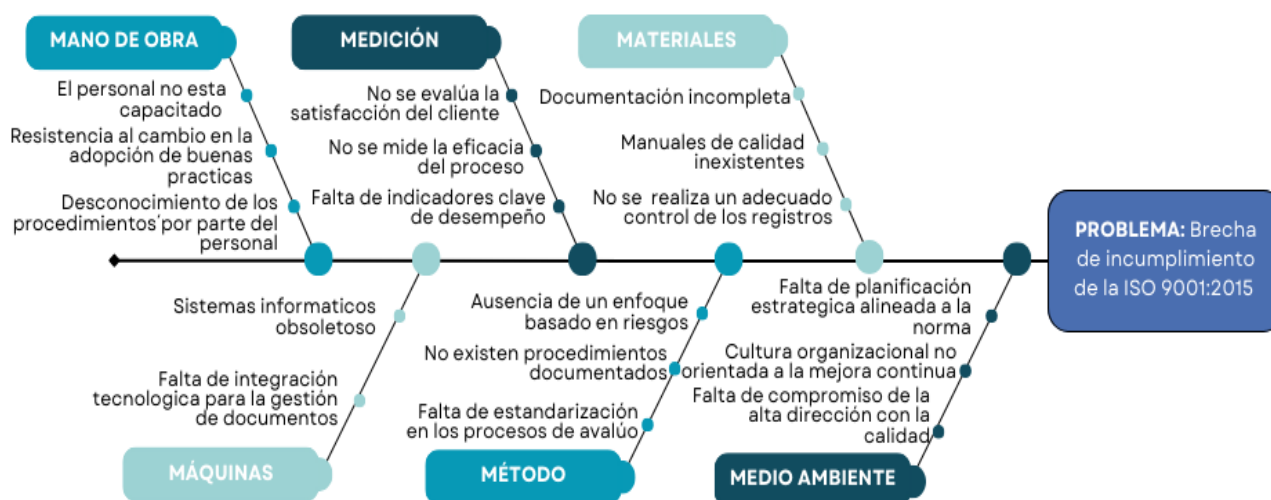 MANO DE OBRA
El personal no esta
capacitado
Resistencia al cambio en la
adopción de buenas
practicas
Desconocimiento de los
procedimientos'por parte del
personal
MEDICIÓN
No se evalúa la
satisfacción del cliente
No se mide la eficacia
del proceso
Falta de indicadores clave
de desempeño
MATERIALES
Documentación incompleta
Manuales de calidad
inexistentes
No se realiza un adecuado
control de los registros
PROBLEMA: Brecha
de incumplimiento
de la ISO 9001:2015
Sistemas informaticos
obsoletoso
Falta de integración
tecnologica para la gestión
de documentos
MÁQUINAS
Ausencia de un enfoque
basado en riesgos
No existen procedimientos
documentados
Falta de estandarización
en los procesos de avalúo
MÉTODO
Falta de planificación
estrategica alineada a la
norma
Cultura organizacional no
orientada a la mejora continua
Falta de compromiso de la
alta dirección con la
calidad
MEDIO AMBIENTE